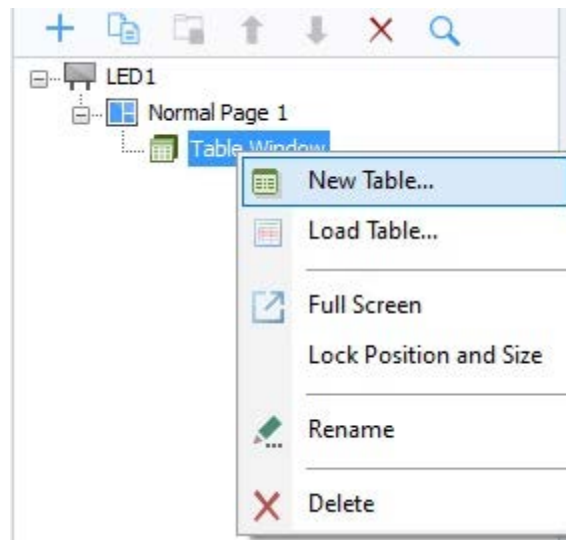 LED1
Normal Page 1
Table Window
New Table...
Load Table...
Full Screen
Lock Position and Size
Rename
Delete